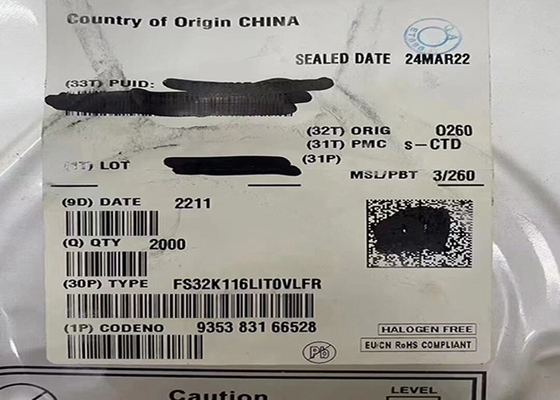 Country of Origin CHINA
SEALED DATE 24MAR22
(33T) PUID:
(32T) ORIG O260
(31T) PMC s-CTD
(31P)
(1T) LOT
MSL/PBT 3/260
(9D) DATE 2211
(Q) QTY 2000
(30P) TYPE FS32K116LIT0VLFR
(1P) CODENO 9353 831 66528
Pb
HALOGEN FREE
EU/CN RoHS COMPLIANT
Caution
LEVEL